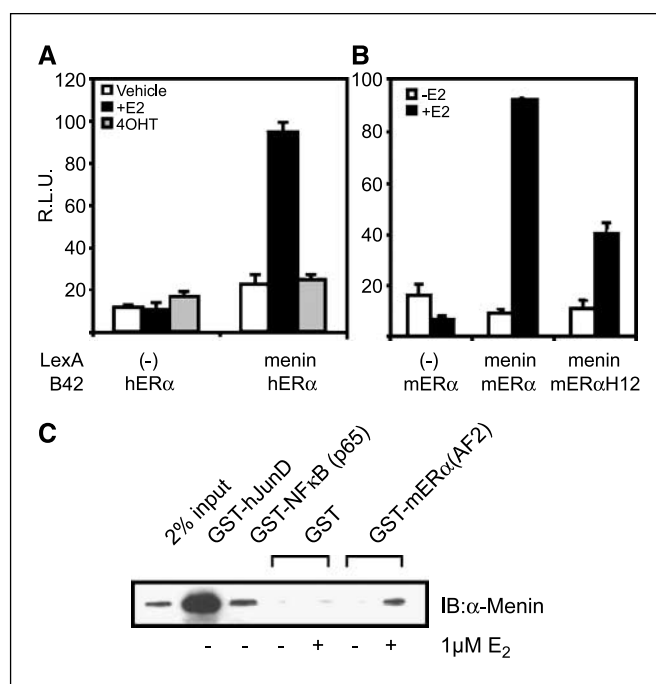 A
120
100
80
60
40
20
R.L.U.
Vehicle
+E2
4OHT
LexA (-) menin
B42 hERα hERα
B
100
80
60
40
20
-E2
+E2
(-) menin menin
mERα mERα mERαH12
C
2% input
GST-hJunD
GST-NFκB (p65)
GST
GST-mERα(AF2)
IB:α-Menin
- - - + - + 1μM E₂